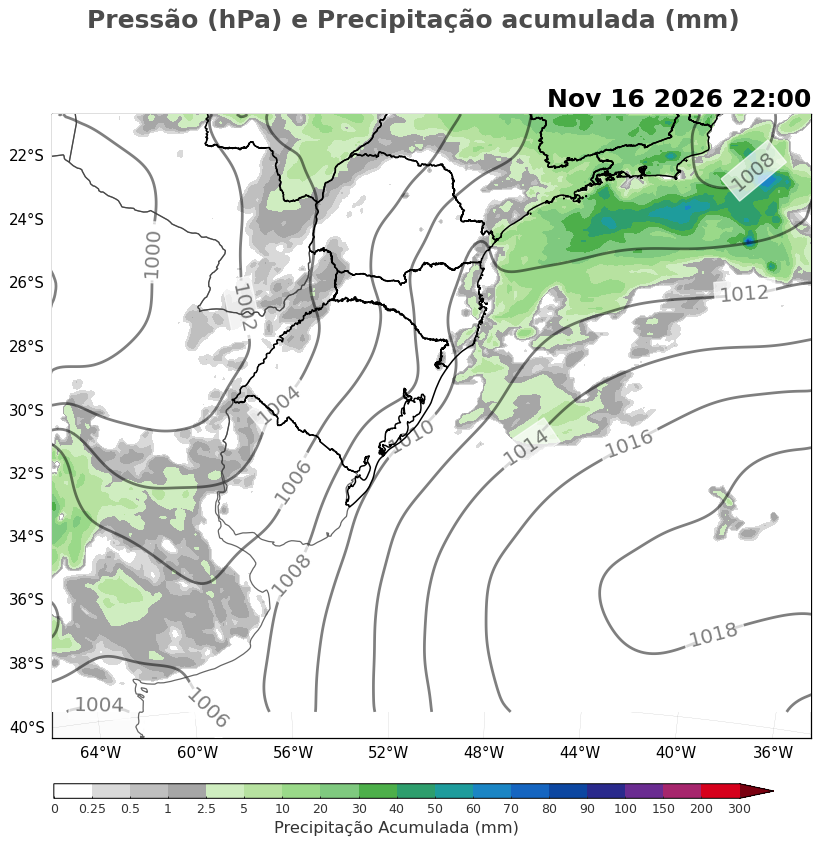 Pressão (hPa) e Precipitação acumulada (mm)
Nov 16 2026 22:00
22°S
24°S
26°S
28°S
30°S
32°S
34°S
36°S
38°S
40°S
1008
1000
1002
1012
1004
1010
1014
1016
1006
1008
1018
1004
1006
64°W 60°W 56°W 52°W 48°W 44°W 40°W 36°W
0 0.25 0.5 1 2.5 5 10 20 30 40 50 60 70 80 90 100 150 200 300
Precipitação Acumulada (mm)